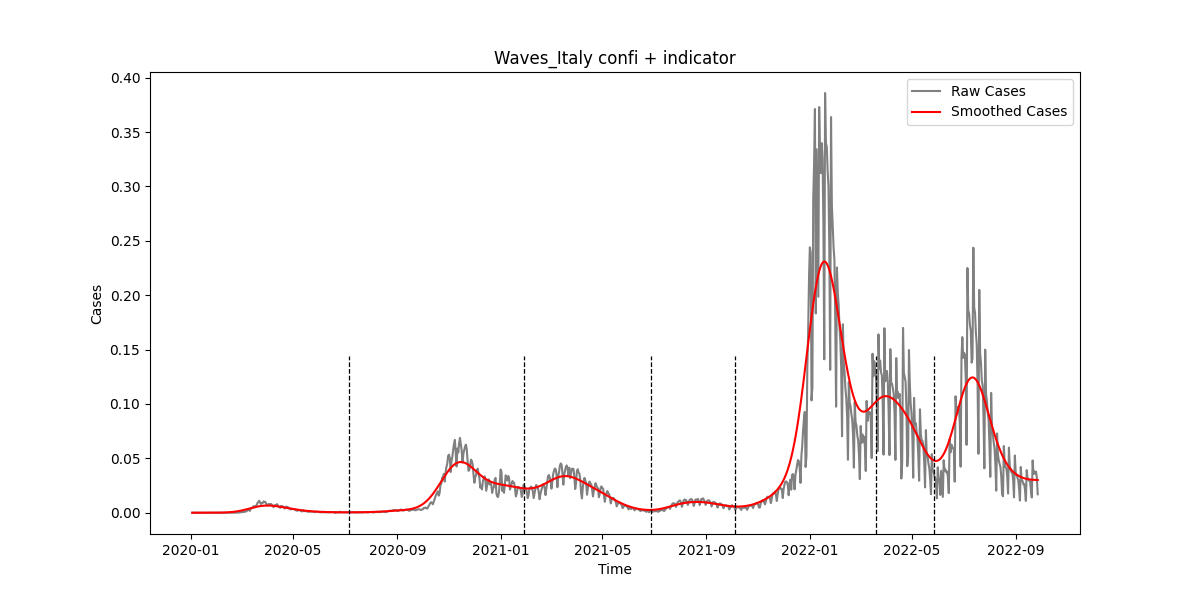 Waves_Italy confi + indicator
Raw Cases
Smoothed Cases
0.40
0.35
0.30
0.25
0.20
0.15
0.10
0.05
0.00
Cases
2020-01 2020-05 2020-09 2021-01 2021-05 2021-09 2022-01 2022-05 2022-09
Time